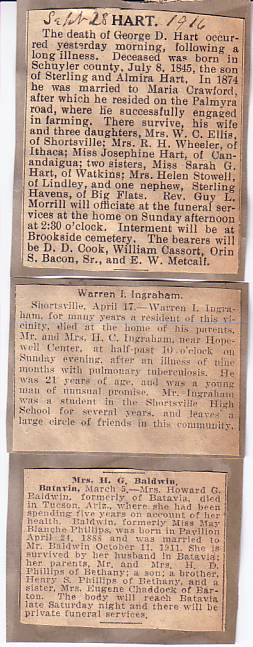 Sept 28 1916
HART.
The death of George D. Hart occur-
red yesterday morning, following a
long illness. Deceased was born in
Schuyler county, July 8, 1845, the son
of Sterling and Almira Hart. In 1874
he was married to Maria Crawford,
after which he resided on the Palmyra
road, where he successfully engaged
in farming. There survive, his wife
and three daughters, Mrs. W. C. Ellis,
of Shortsville; Mrs. R. H. Wheeler, of
Ithaca; Miss Josephine Hart, of Can-
andaigua; two sisters, Miss Sarah G.
Hart, of Watkins; Mrs. Helen Stowell,
of Lindley, and one nephew, Sterling
Havens, of Big Flats. Rev. Guy L.
Morrill will officiate at the funeral ser-
vices at the home on Sunday afternoon
at 2:30 o'clock. Interment will be at
Brookside cemetery. The bearers will
be D. D. Cook, William Cassort, Orin
S. Bacon, Sr., and E. W. Metcalf.
Warren I. Ingraham.
Shortsville, April 17.—Warren I. Ingra-
ham, for many years a resident of this vi-
cinity, died at the home of his parents,
Mr. and Mrs. H. C. Ingraham, near Hope-
well Center, at half-past 10 o'clock on
Sunday evening, after an illness of nine
months with pulmonary tuberculosis. He
was 21 years of age, and was a young
man of unusual promise. Mr. Ingraham
was a student in the Shortsville High
School for several years, and leaves a
large circle of friends in this community.
Mrs. H. G. Baldwin.
Batavia, March 5.—Mrs. Howard G.
Baldwin, formerly of Batavia, died
in Tucson, Ariz., where she had been
spending five years on account of her
health. Baldwin, formerly Miss May
Blanche Phillips, was born in Pavilion
April 24, 1888 and was married to
Mr. Baldwin October 11, 1911. She is
survived by her husband in Batavia;
her parents, Mr. and Mrs. H. D.
Phillips of Bethany; a son; a brother,
Henry S. Phillips of Bethany, and a
sister, Mrs. Eugene Chaddock of Bar-
ton. The body will reach Batavia
late Saturday night and there will be
private funeral services.